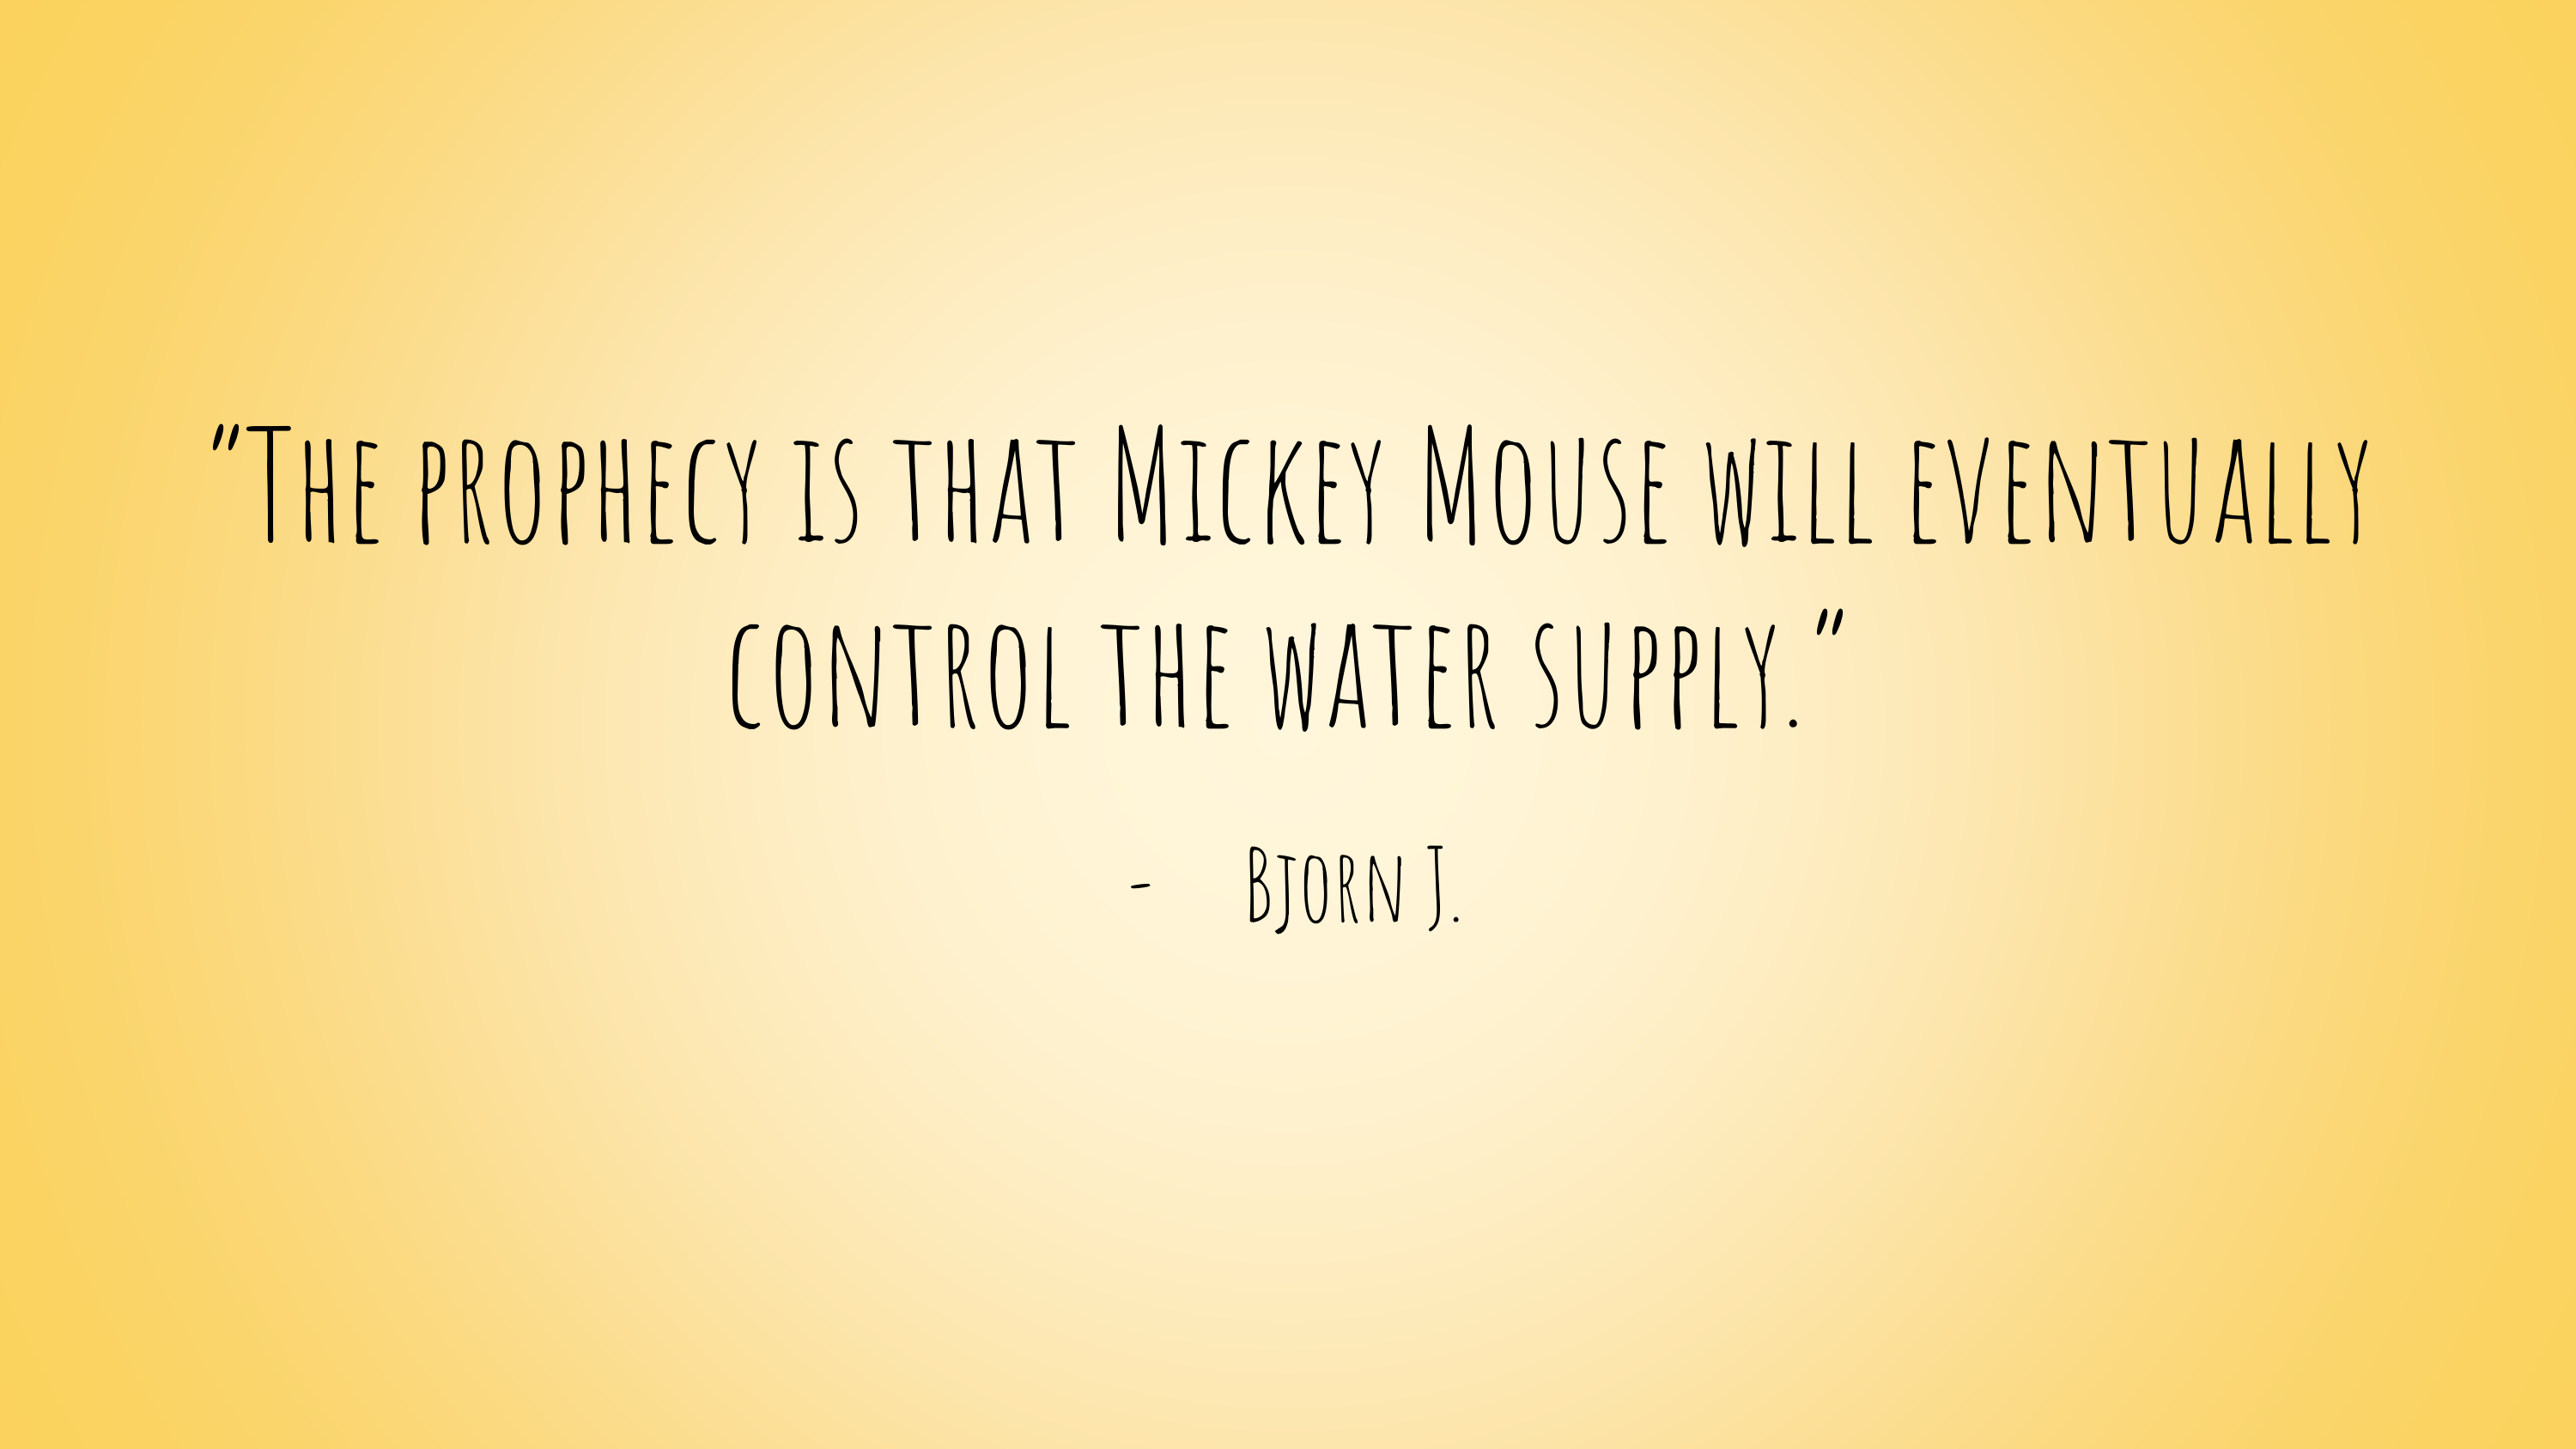 "The prophecy is that Mickey Mouse will eventually
control the water supply."
- Bjorn J.